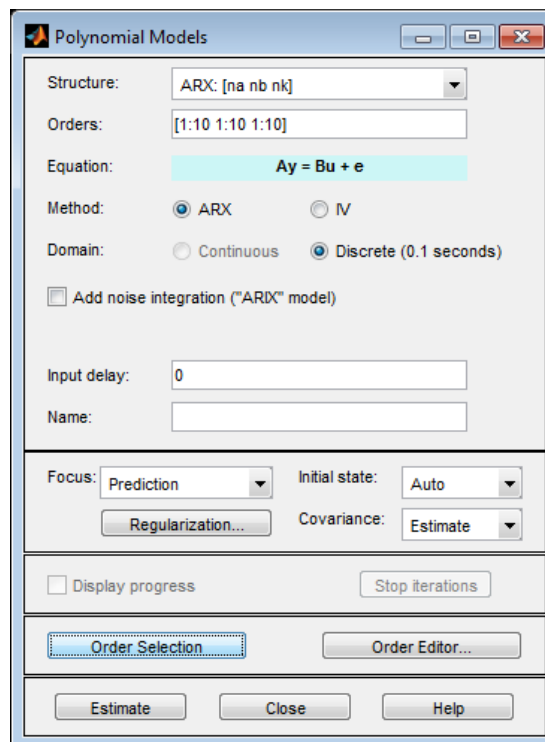 Polynomial Models
Structure: ARX: [na nb nk]
Orders: [1:10 1:10 1:10]
Equation: Ay = Bu + e
Method: ARX IV
Domain: Continuous Discrete (0.1 seconds)
Add noise integration ("ARIX" model)
Input delay: 0
Name:
Focus: Prediction Initial state: Auto
Regularization... Covariance: Estimate
Display progress Stop iterations
Order Selection Order Editor...
Estimate Close Help